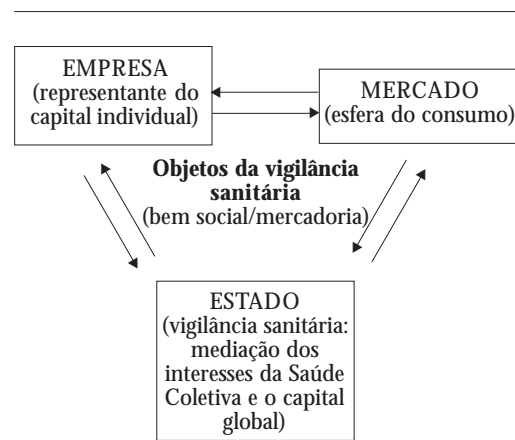 EMPRESA
(representante do
capital individual)
MERCADO
(esfera do consumo)
Objetos da vigilância
sanitária
(bem social/mercadoria)
ESTADO
(vigilância sanitária:
mediação dos
interesses da Saúde
Coletiva e o capital
global)